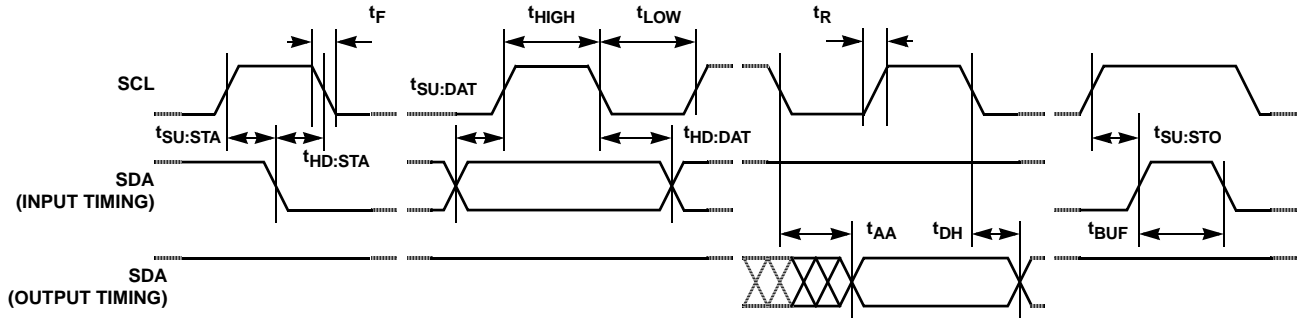 tF
tHIGH
tLOW
tR
SCL
tSU:DAT
tSU:STA
tHD:STA
tHD:DAT
tSU:STO
SDA
(INPUT TIMING)
tAA
tDH
tBUF
SDA
(OUTPUT TIMING)